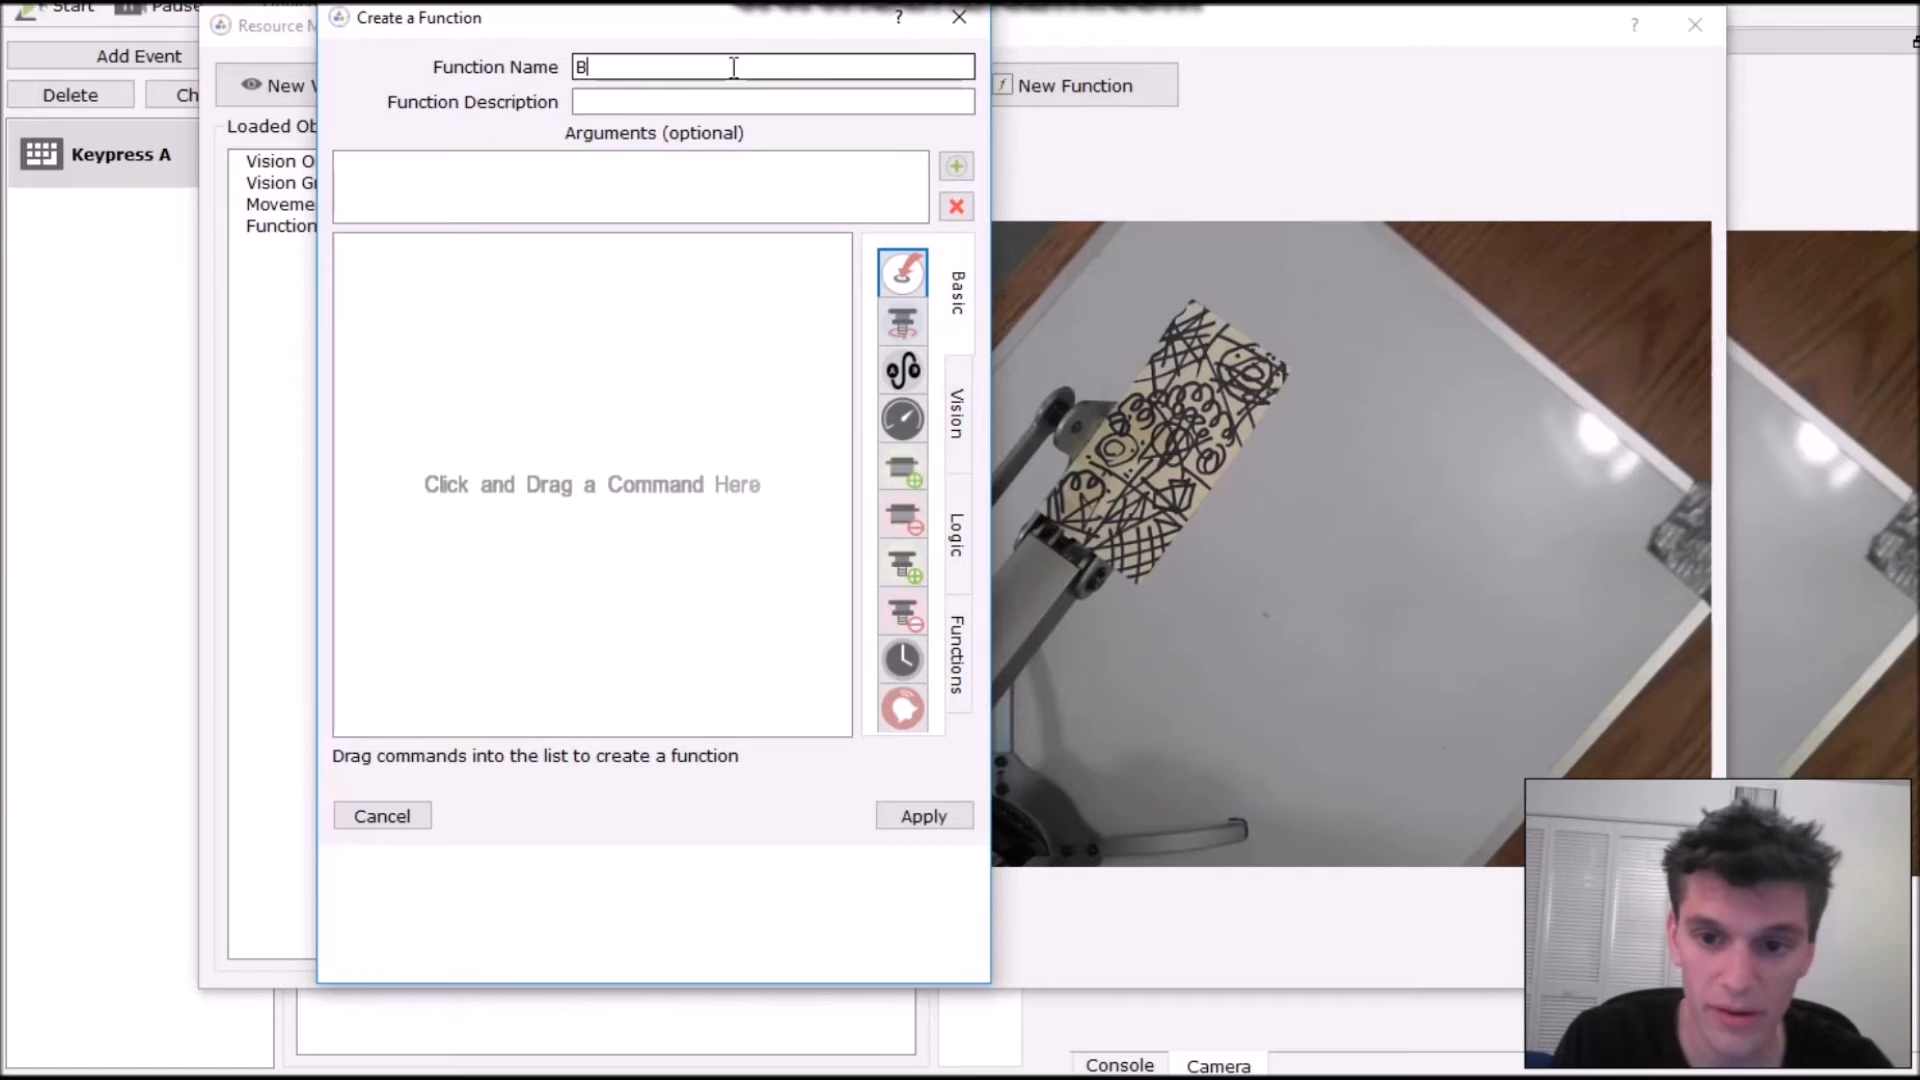 Start
Pause
Add Event
Delete
Ch
Keypress A
Resource M
New V
Loaded Ob
Vision O
Vision Gr
Moveme
Function
Create a Function
?
Function Name
B
Function Description
Arguments (optional)
Click and Drag a Command Here
Basic
Vision
Logic
Functions
Drag commands into the list to create a function
Cancel
Apply
?
New Function
Console
Camera